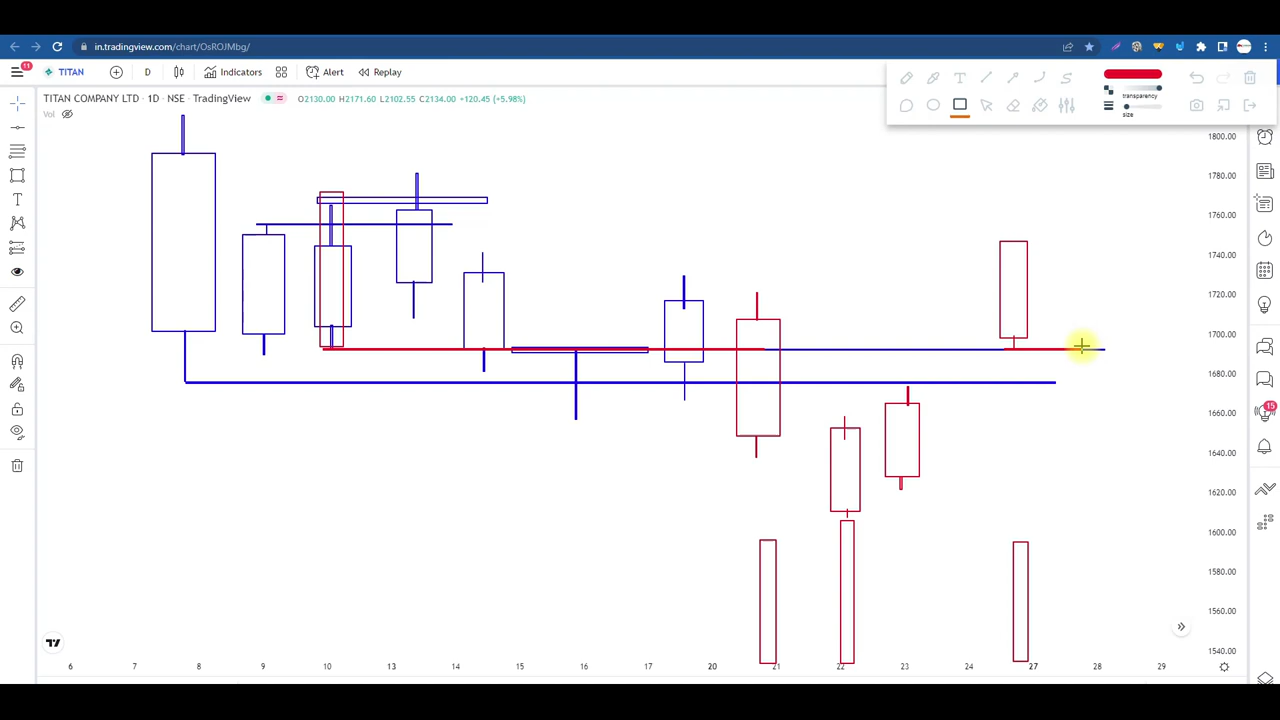 in.tradingview.com/chart/OsROJMbg/
11
TITAN
D
Indicators
Alert
Replay
transparency
size
TITAN COMPANY LTD · 1D · NSE · TradingView
O2130.00 H2171.60 L2102.55 C2134.00 +120.45 (+5.98%)
Vol
1800.00
1780.00
1760.00
1740.00
1720.00
1700.00
1680.00
1660.00
1640.00
1620.00
1600.00
1580.00
1560.00
1540.00
15
6 7 8 9 10 13 14 15 16 17 20 21 22 23 24 27 28 29